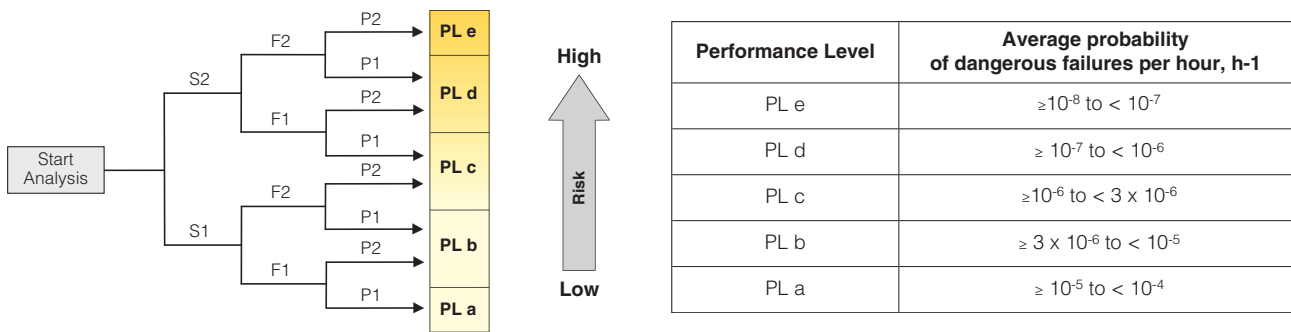 Start
Analysis
S2
S1
F2
F1
F2
F1
P2
P1
P2
P1
P2
P1
P2
P1
PL e
PL d
PL c
PL b
PL a
High
Risk
Low
Performance Level
Average probability
of dangerous failures per hour, h-1
PL e
≥10⁻⁸ to < 10⁻⁷
PL d
≥ 10⁻⁷ to < 10⁻⁶
PL c
≥10⁻⁶ to < 3 x 10⁻⁶
PL b
≥ 3 x 10⁻⁶ to < 10⁻⁵
PL a
≥ 10⁻⁵ to < 10⁻⁴